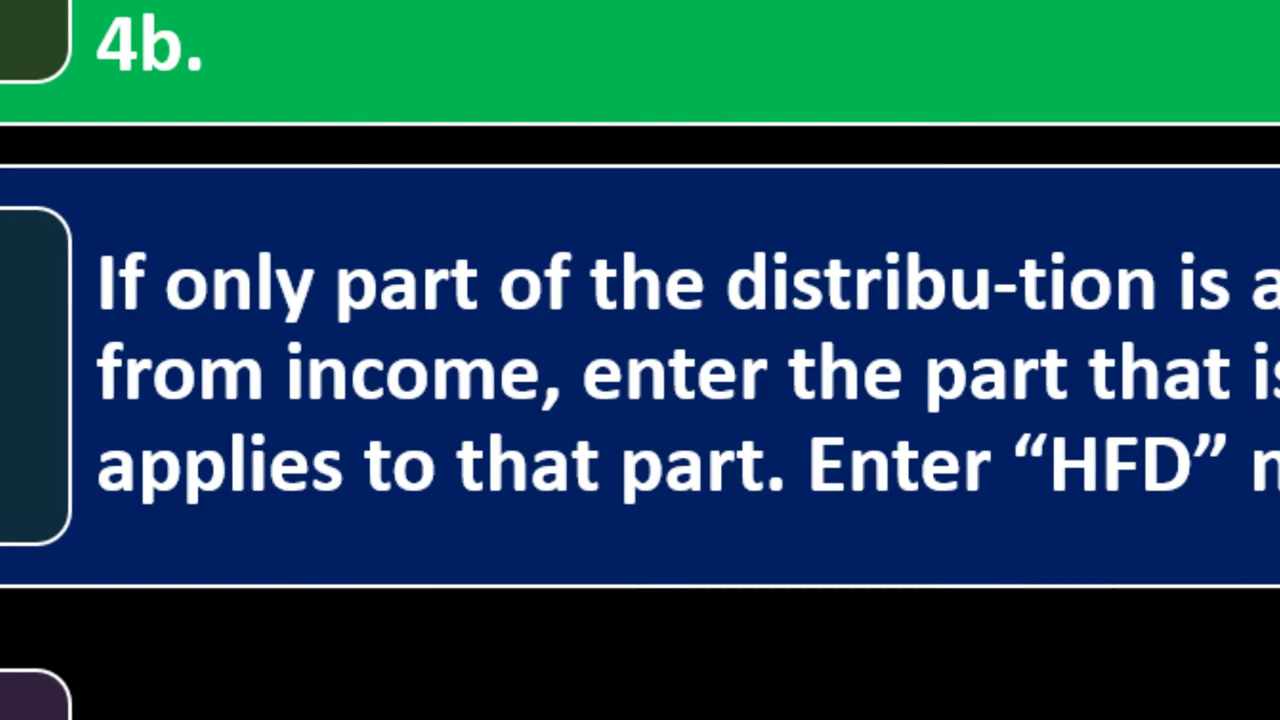 4b.
If only part of the distribu-tion is
from income, enter the part that
applies to that part. Enter “HFD”